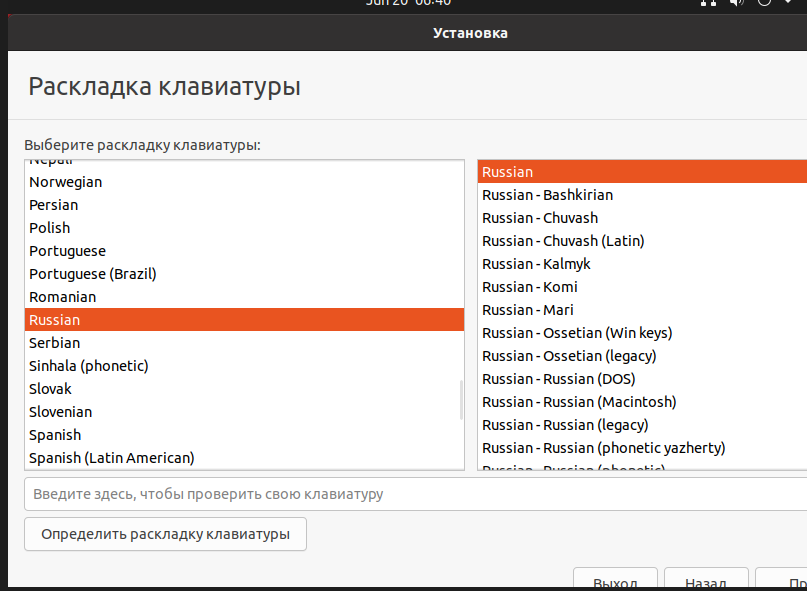 Jun 20 06:40
Установка
Раскладка клавиатуры
Выберите раскладку клавиатуры:
Nepali
Norwegian
Persian
Polish
Portuguese
Portuguese (Brazil)
Romanian
Russian
Serbian
Sinhala (phonetic)
Slovak
Slovenian
Spanish
Spanish (Latin American)
Russian
Russian - Bashkirian
Russian - Chuvash
Russian - Chuvash (Latin)
Russian - Kalmyk
Russian - Komi
Russian - Mari
Russian - Ossetian (Win keys)
Russian - Ossetian (legacy)
Russian - Russian (DOS)
Russian - Russian (Macintosh)
Russian - Russian (legacy)
Russian - Russian (phonetic yazherty)
Russian - Russian (phonetic)
Введите здесь, чтобы проверить свою клавиатуру
Определить раскладку клавиатуры
Выход Назад Пр